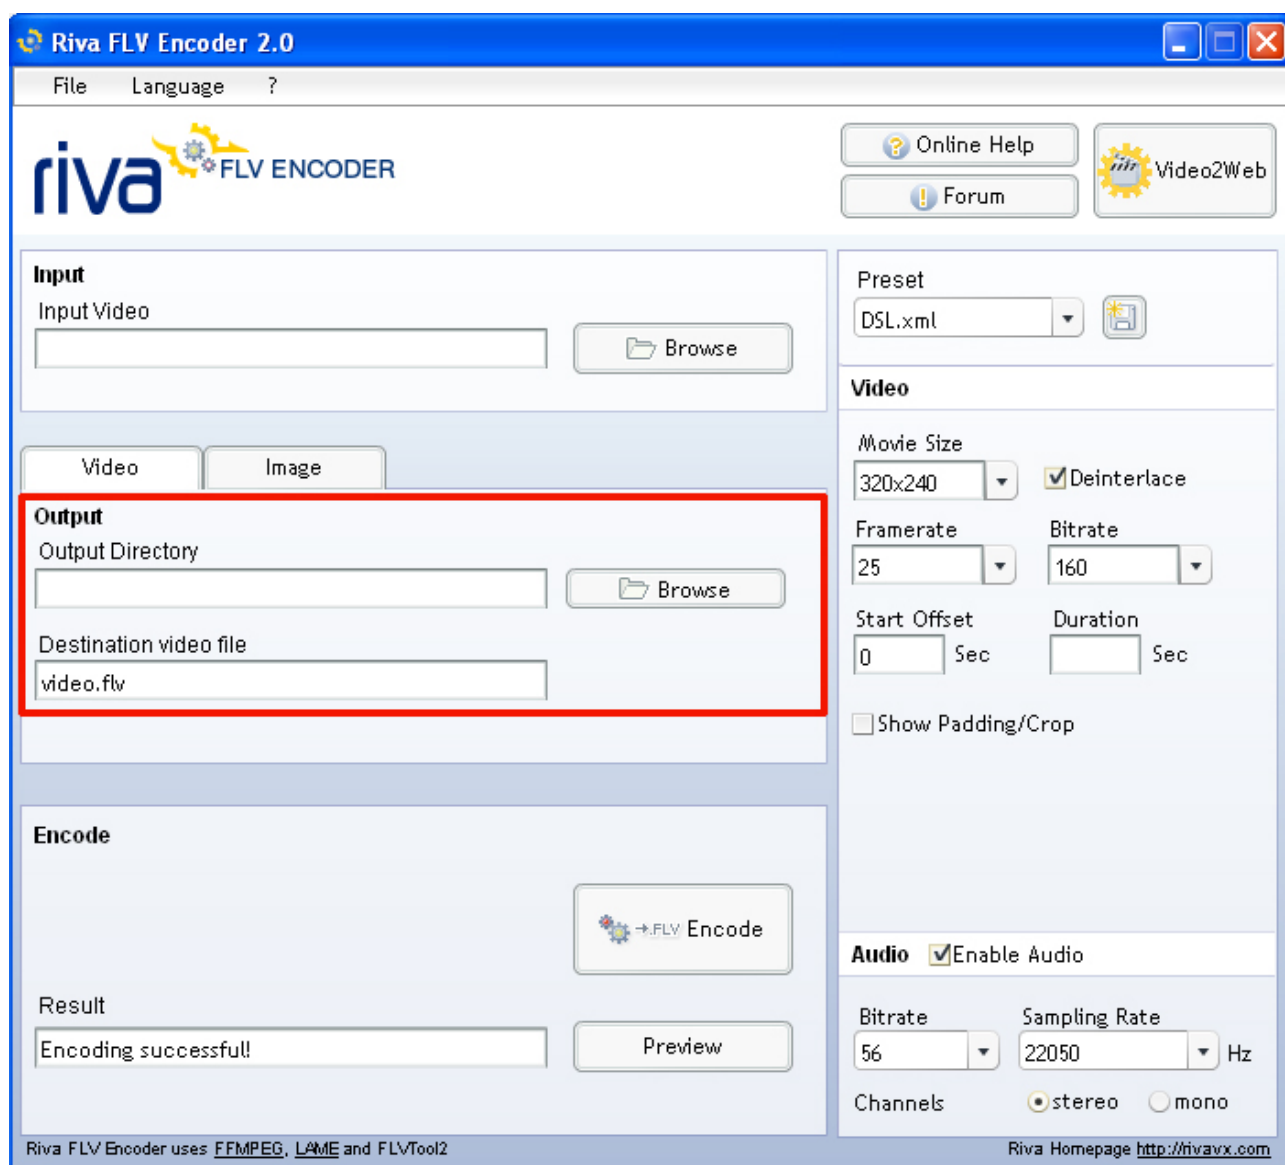 Riva FLV Encoder 2.0
File Language ?
riva FLV ENCODER
Online Help
Forum
Video2Web
Input
Input Video
Browse
Video Image
Output
Output Directory
Browse
Destination video file
video.flv
Encode
→.FLV Encode
Result
Encoding successful!
Preview
Preset
DSL.xml
Video
Movie Size
320x240 Deinterlace
Framerate Bitrate
25 160
Start Offset Duration
0 Sec Sec
Show Padding/Crop
Audio Enable Audio
Bitrate Sampling Rate
56 22050 Hz
Channels stereo mono
Riva FLV Encoder uses FFMPEG, LAME and FLVTool2
Riva Homepage http://rivavx.com